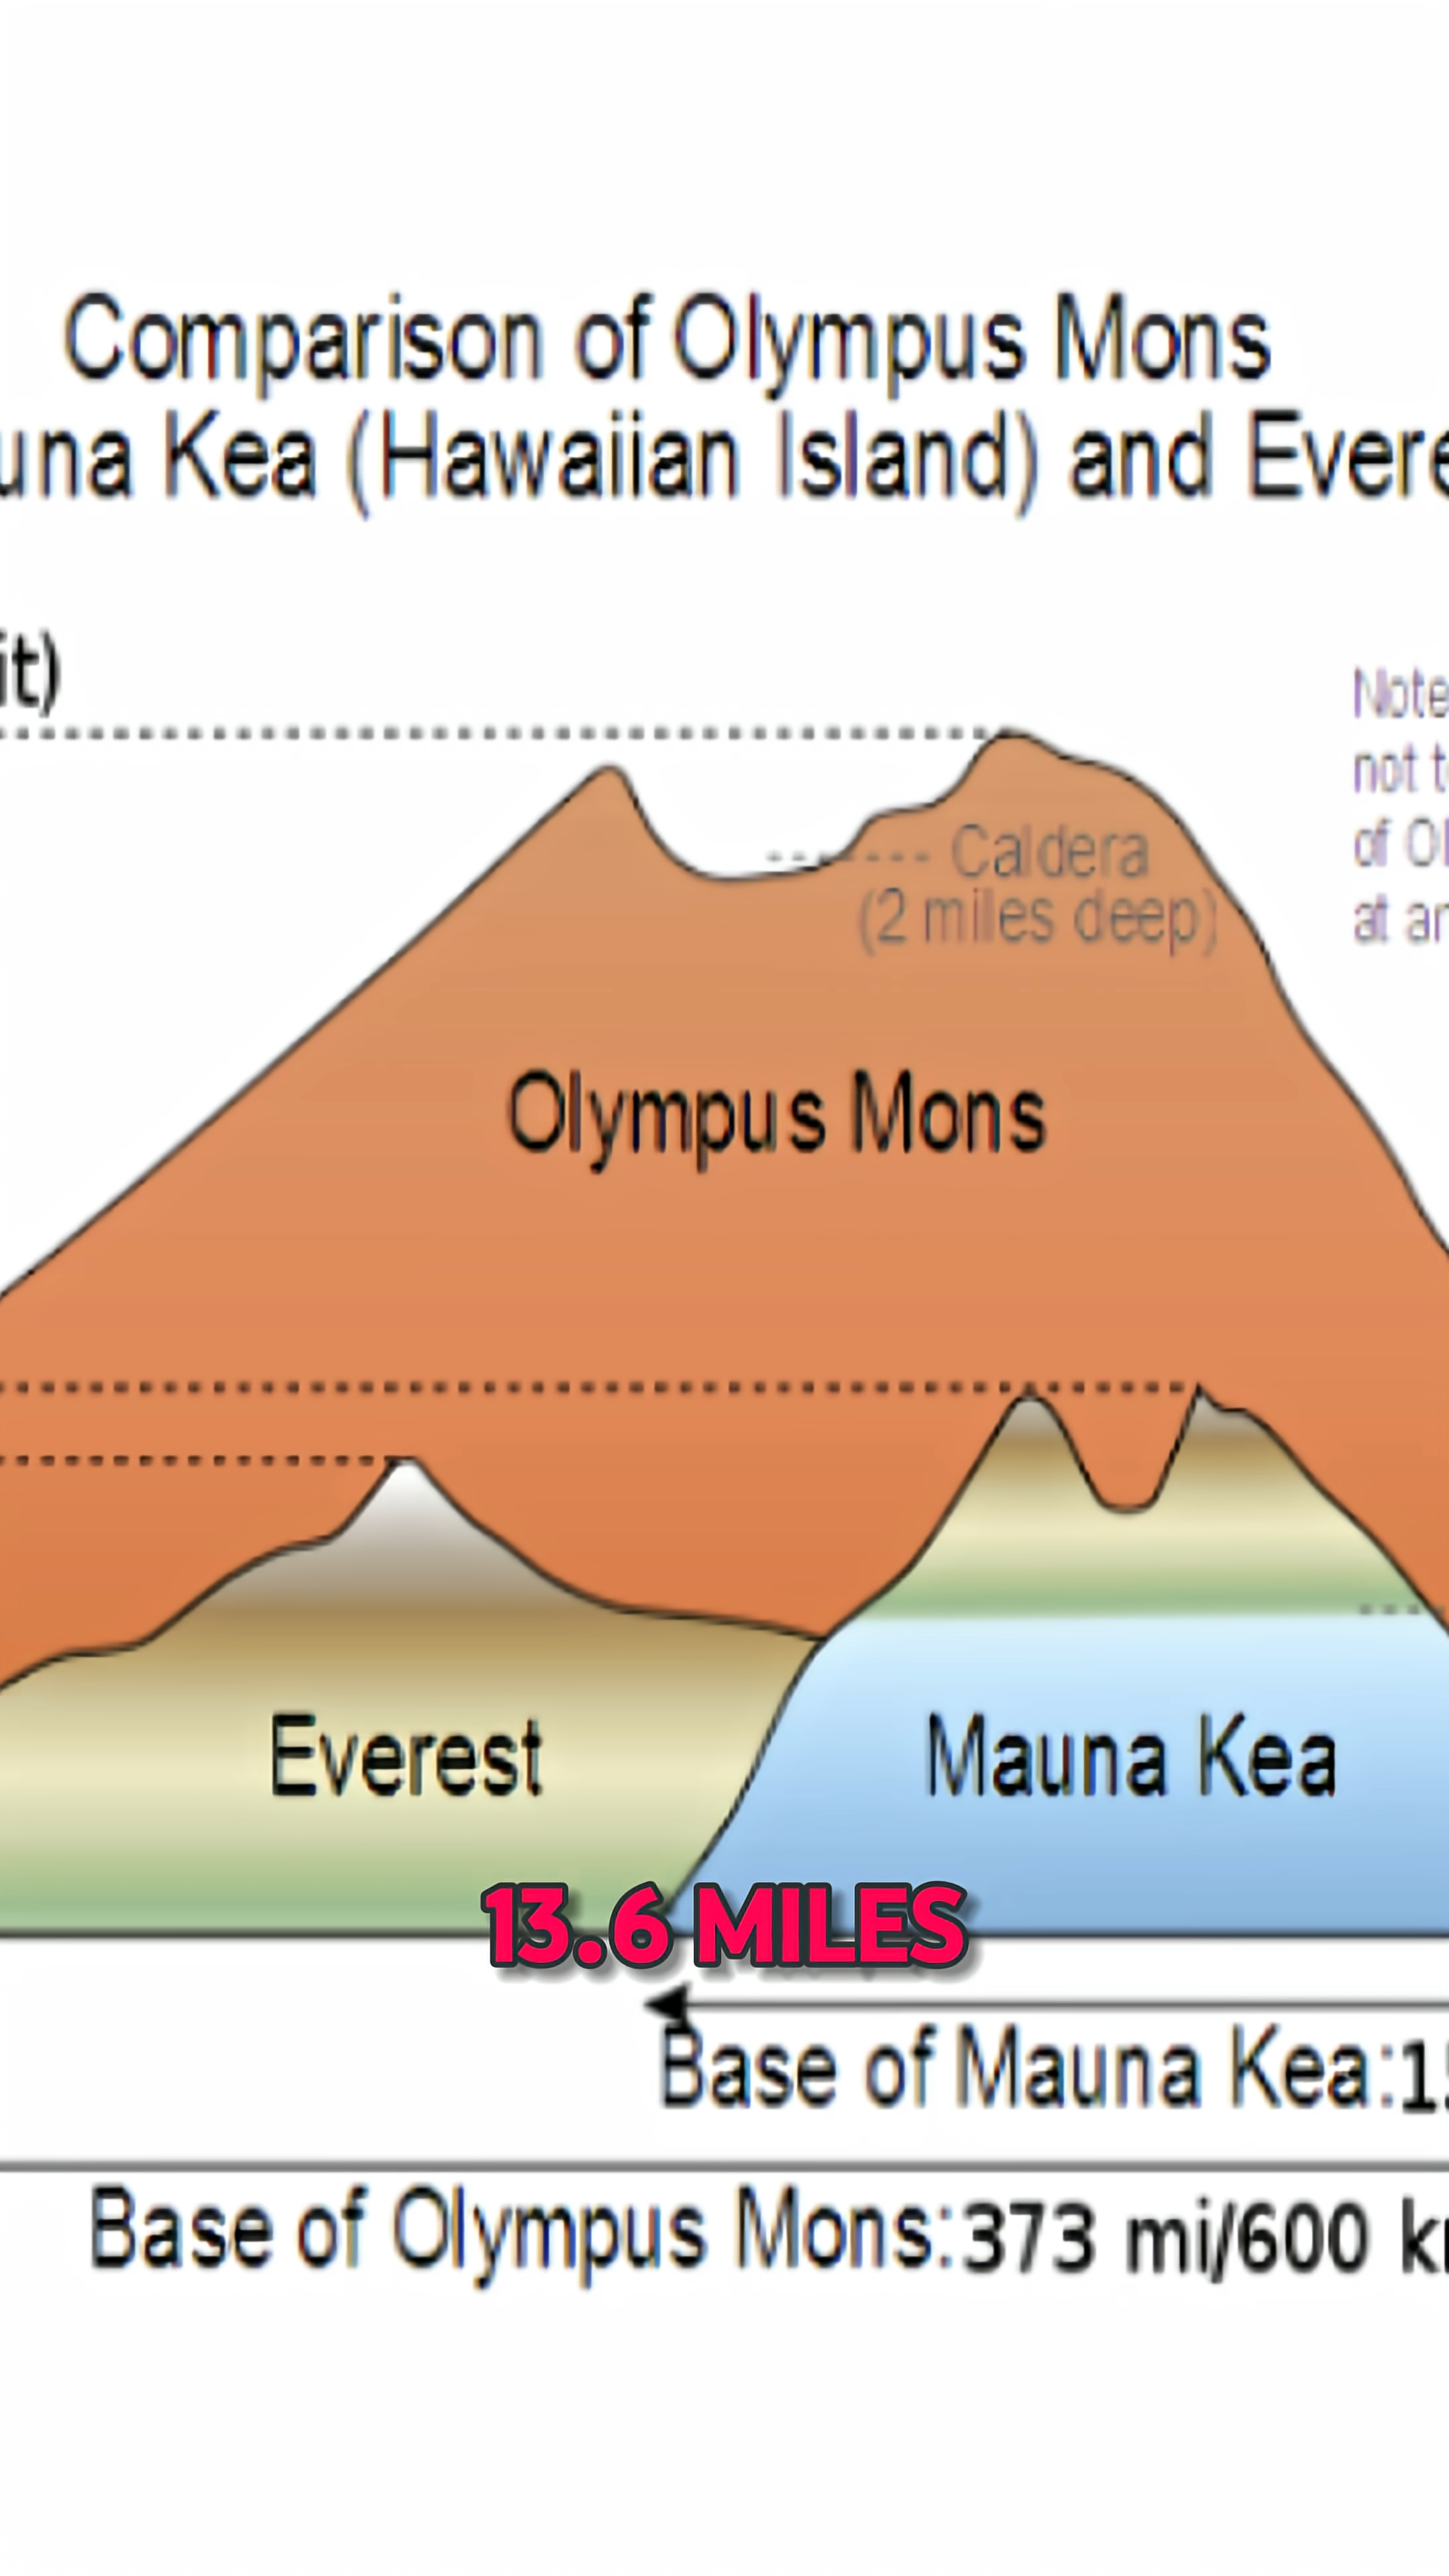 Comparison of Olympus Mons
una Kea (Hawaiian Island) and Evere
it)
Note
not t
of Ol
at ar
Caldera
(2 miles deep)
Olympus Mons
Everest
Mauna Kea
13.6 MILES
Base of Mauna Kea:1
Base of Olympus Mons:373 mi/600 k